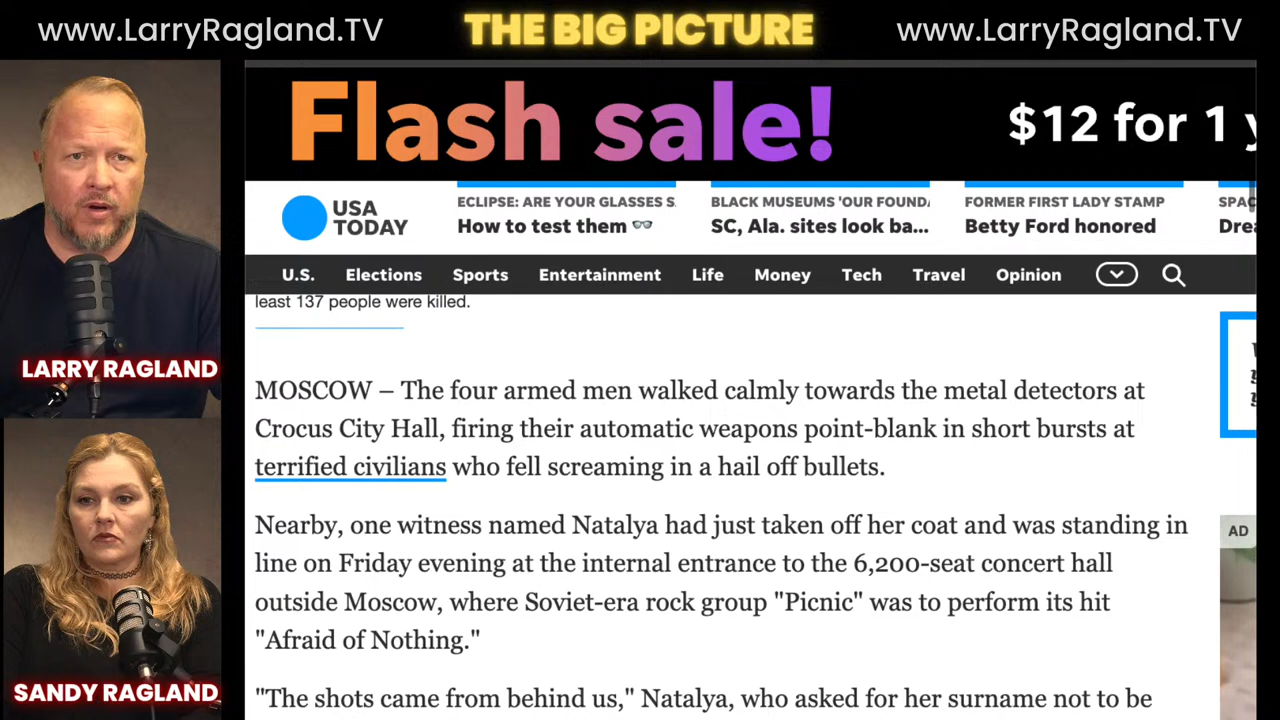 www.LarryRagland.TV
THE BIG PICTURE
www.LarryRagland.TV
Flash sale!
$12 for 1 y
USA
TODAY
ECLIPSE: ARE YOUR GLASSES S
How to test them
BLACK MUSEUMS 'OUR FOUND
SC, Ala. sites look ba...
FORMER FIRST LADY STAMP
Betty Ford honored
SPAC
Drea
U.S. Elections Sports Entertainment Life Money Tech Travel Opinion
least 137 people were killed.
MOSCOW – The four armed men walked calmly towards the metal detectors at
Crocus City Hall, firing their automatic weapons point-blank in short bursts at
terrified civilians who fell screaming in a hail off bullets.
Nearby, one witness named Natalya had just taken off her coat and was standing in
line on Friday evening at the internal entrance to the 6,200-seat concert hall
outside Moscow, where Soviet-era rock group "Picnic" was to perform its hit
"Afraid of Nothing."
"The shots came from behind us," Natalya, who asked for her surname not to be
AD
LARRY RAGLAND
SANDY RAGLAND